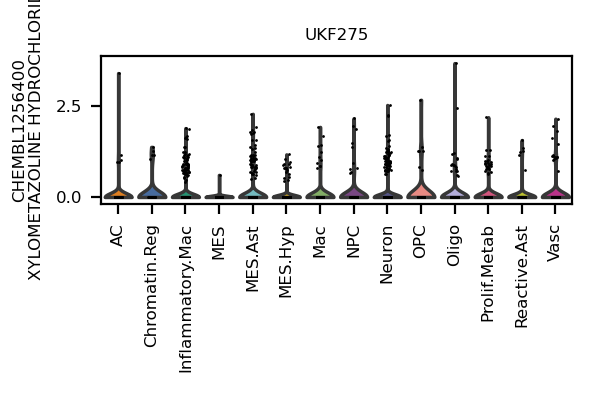 UKF275
CHEMBL1256400
XYLOMETAZOLINE HYDROCHLORID
2.5
0.0
AC
Chromatin.Reg
Inflammatory.Mac
MES
MES.Ast
MES.Hyp
Mac
NPC
Neuron
OPC
Oligo
Prolif.Metab
Reactive.Ast
Vasc